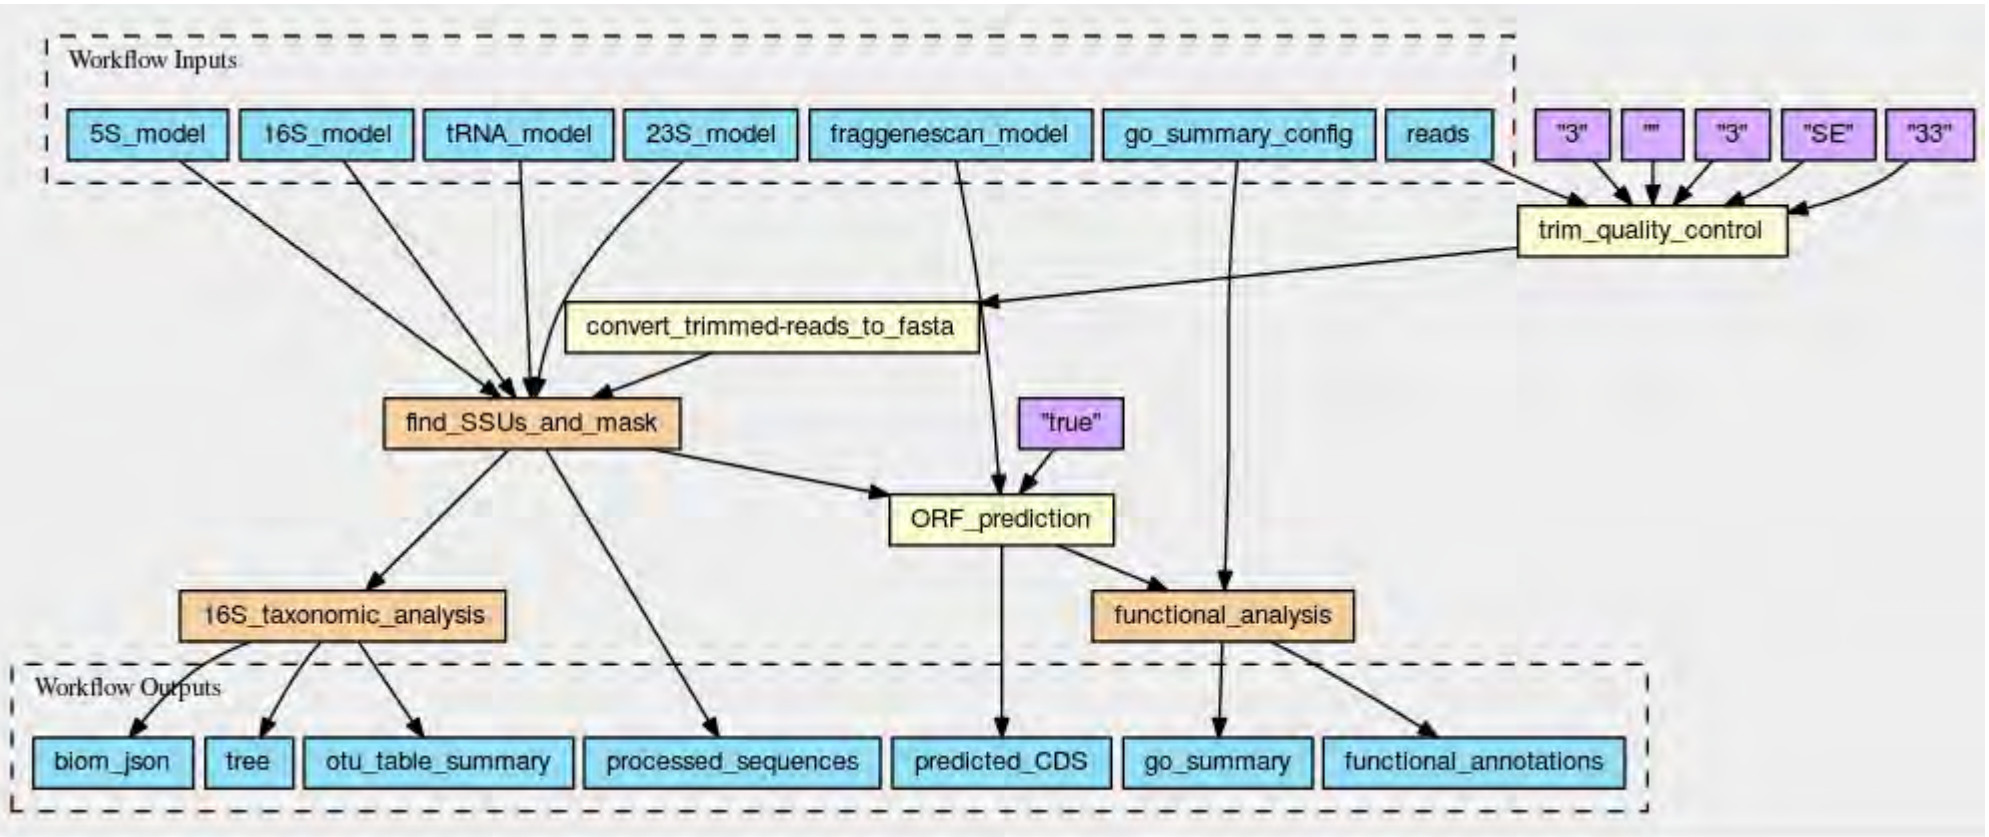 Workflow Inputs
5S_model
16S_model
tRNA_model
23S_model
fraggenescan_model
go_summary_config
reads
"3"
""
"3"
"SE"
"33"
trim_quality_control
convert_trimmed-reads_to_fasta
find_SSUs_and_mask
"true"
ORF_prediction
16S_taxonomic_analysis
functional_analysis
Workflow Outputs
biom_json
tree
otu_table_summary
processed_sequences
predicted_CDS
go_summary
functional_annotations